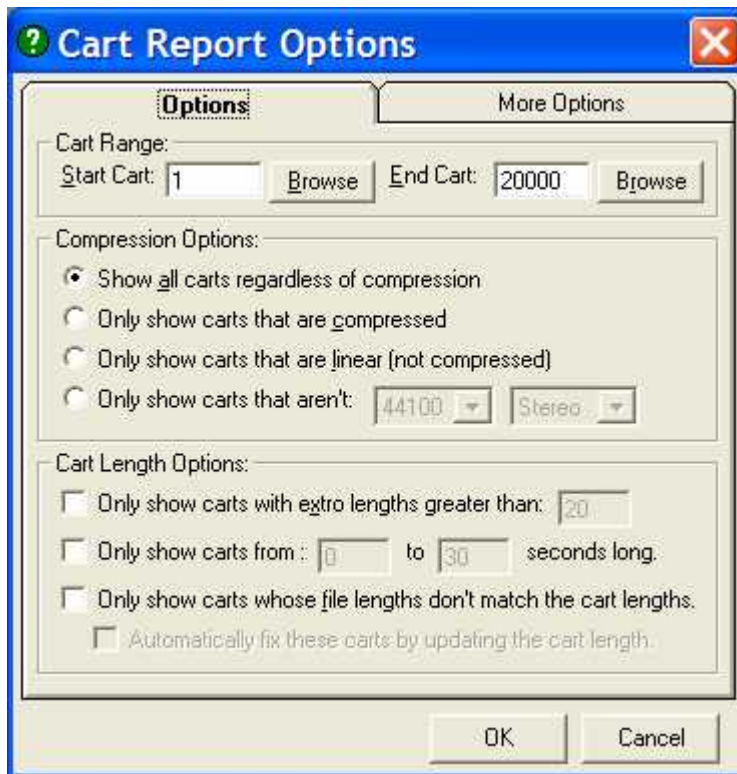 Cart Report Options
Options
More Options
Cart Range:
Start Cart: 1 Browse End Cart: 20000 Browse
Compression Options:
Show all carts regardless of compression
Only show carts that are compressed
Only show carts that are linear (not compressed)
Only show carts that aren't: 44100 Stereo
Cart Length Options:
Only show carts with extro lengths greater than: 20
Only show carts from : 0 to 30 seconds long.
Only show carts whose file lengths don't match the cart lengths.
Automatically fix these carts by updating the cart length.
OK Cancel